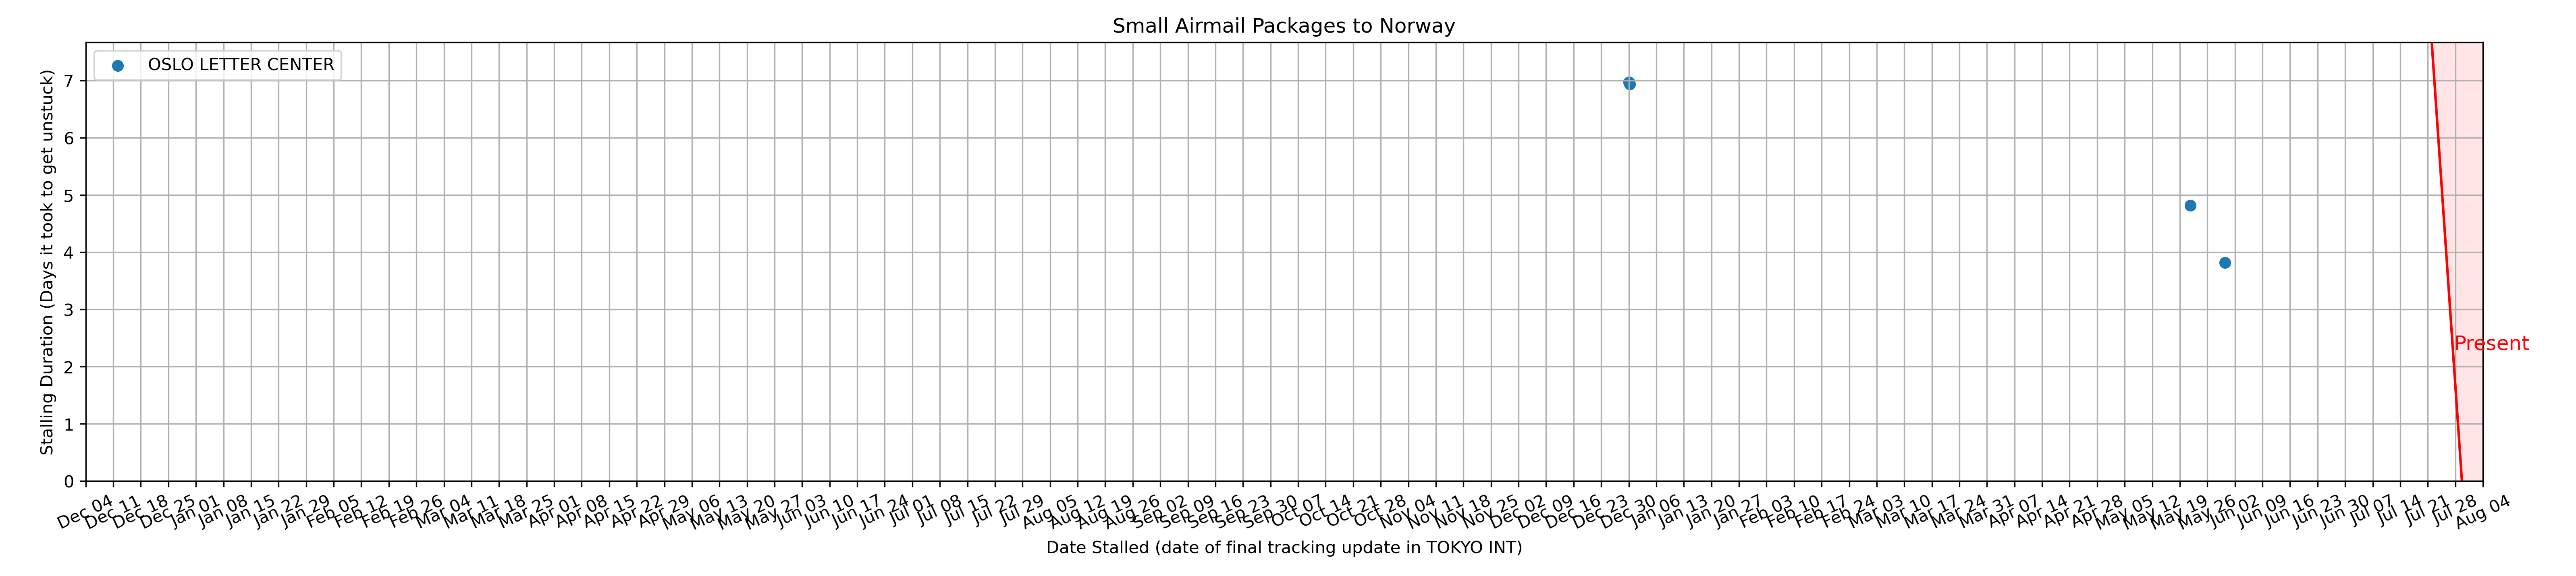 Small Airmail Packages to Norway
OSLO LETTER CENTER
Stalling Duration (Days it took to get unstuck)
7
6
5
4
3
2
1
0
Present
Dec 04
Dec 11
Dec 18
Dec 25
Jan 01
Jan 08
Jan 15
Jan 22
Jan 29
Feb 05
Feb 12
Feb 19
Feb 26
Mar 04
Mar 11
Mar 18
Mar 25
Apr 01
Apr 08
Apr 15
Apr 22
Apr 29
May 06
May 13
May 20
May 27
Jun 03
Jun 10
Jun 17
Jun 24
Jul 01
Jul 08
Jul 15
Jul 22
Jul 29
Aug 05
Aug 12
Aug 19
Aug 26
Sep 02
Sep 09
Sep 16
Sep 23
Sep 30
Oct 07
Oct 14
Oct 21
Oct 28
Nov 04
Nov 11
Nov 18
Nov 25
Dec 02
Dec 09
Dec 16
Dec 23
Dec 30
Jan 06
Jan 13
Jan 20
Jan 27
Feb 03
Feb 10
Feb 17
Feb 24
Mar 03
Mar 10
Mar 17
Mar 24
Mar 31
Apr 07
Apr 14
Apr 21
Apr 28
May 05
May 12
May 19
May 26
Jun 02
Jun 09
Jun 16
Jun 23
Jun 30
Jul 07
Jul 14
Jul 21
Jul 28
Aug 04
Date Stalled (date of final tracking update in TOKYO INT)